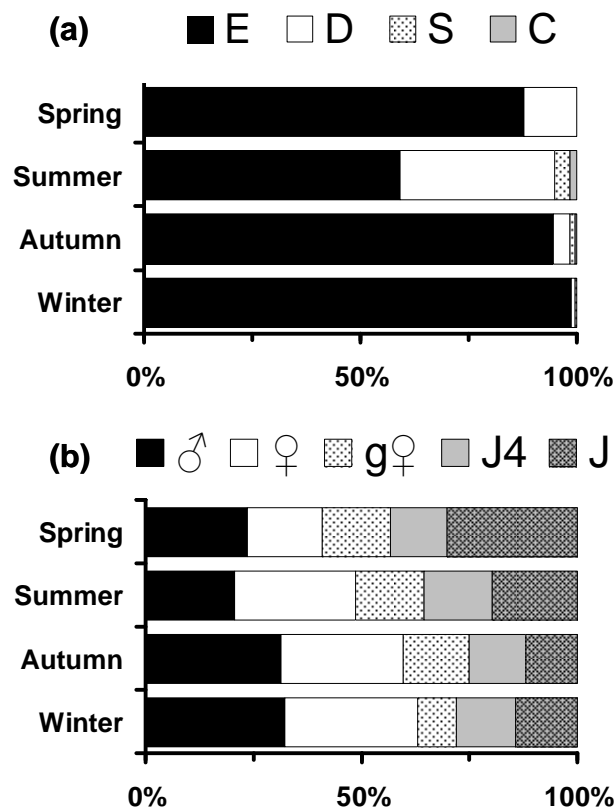 (a) E D S C
Spring
Summer
Autumn
Winter
0% 50% 100%
(b) ♂ ♀ g♀ J4 J
Spring
Summer
Autumn
Winter
0% 50% 100%